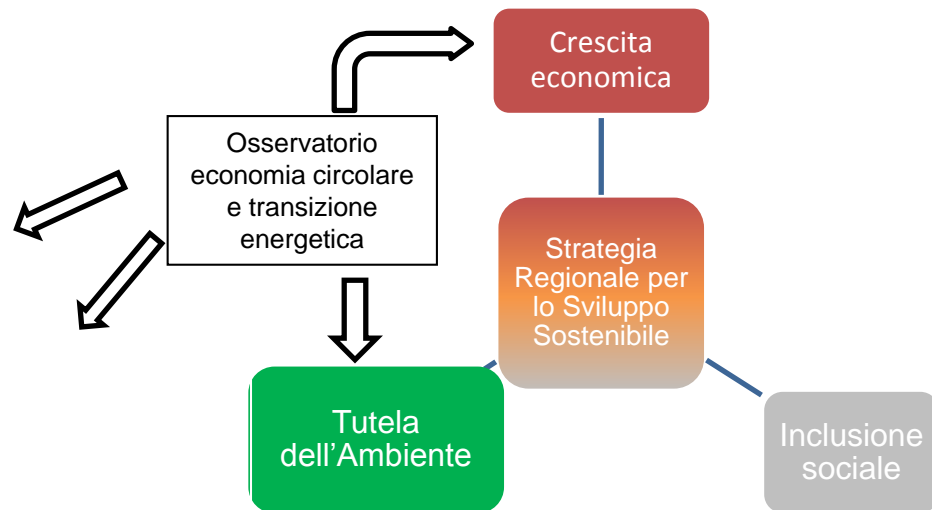 Crescita
economica
Osservatorio
economia circolare
e transizione
energetica
Strategia
Regionale per
lo Sviluppo
Sostenibile
Tutela
dell’Ambiente
Inclusione
sociale